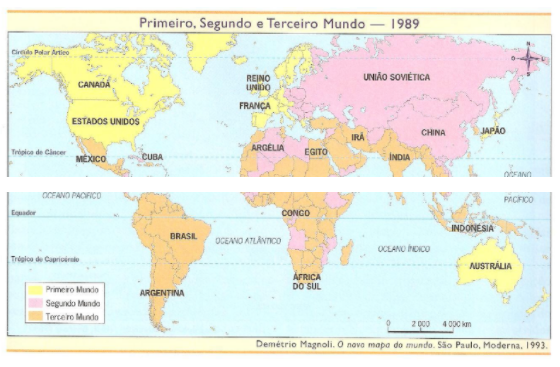 Primeiro, Segundo e Terceiro Mundo — 1989
Círculo Polar Ártico
N
O
L
S
CANADÁ
REINO
UNIDO
UNIÃO SOVIÉTICA
FRANÇA
ESTADOS UNIDOS
CHINA
JAPÃO
ARGÉLIA
EGITO
IRÃ
ÍNDIA
Trópico de Câncer
MÉXICO
CUBA
OCEANO
OCEANO PACÍFICO
PACÍFICO
Equador
CONGO
INDONÉSIA
BRASIL
OCEANO ATLÂNTICO
OCEANO ÍNDICO
Trópico de Capricórnio
AUSTRÁLIA
ÁFRICA
DO SUL
ARGENTINA
Primeiro Mundo
Segundo Mundo
Terceiro Mundo
0 2 000 4 000 km
Demétrio Magnoli. O novo mapa do mundo. São Paulo, Moderna, 1993.